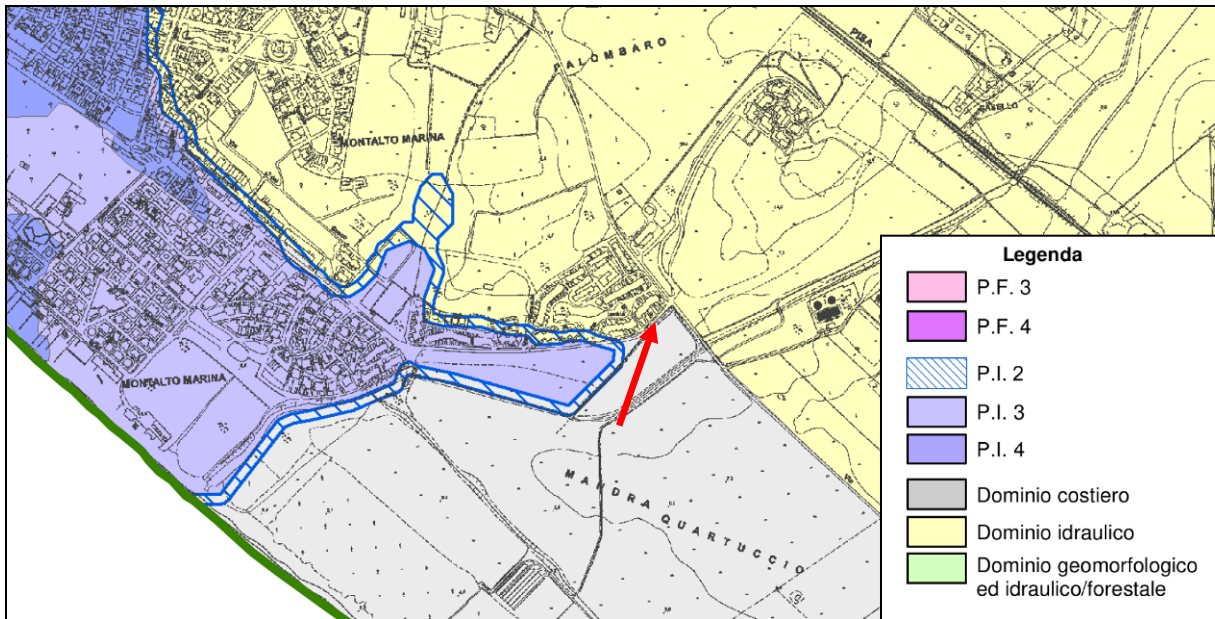 PALOMBARO
PISA
CASELLO
MONTALTO MARINA
MONTALTO MARINA
MANDRA QUARTUCCIO
Legenda
P.F. 3
P.F. 4
P.I. 2
P.I. 3
P.I. 4
Dominio costiero
Dominio idraulico
Dominio geomorfologico
ed idraulico/forestale